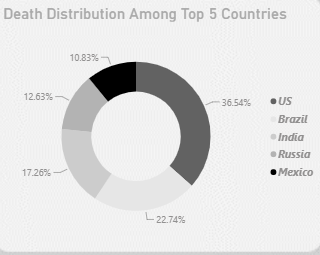 Death Distribution Among Top 5 Countries
10.83%
36.54%
12.63%
17.26%
22.74%
US
Brazil
India
Russia
Mexico